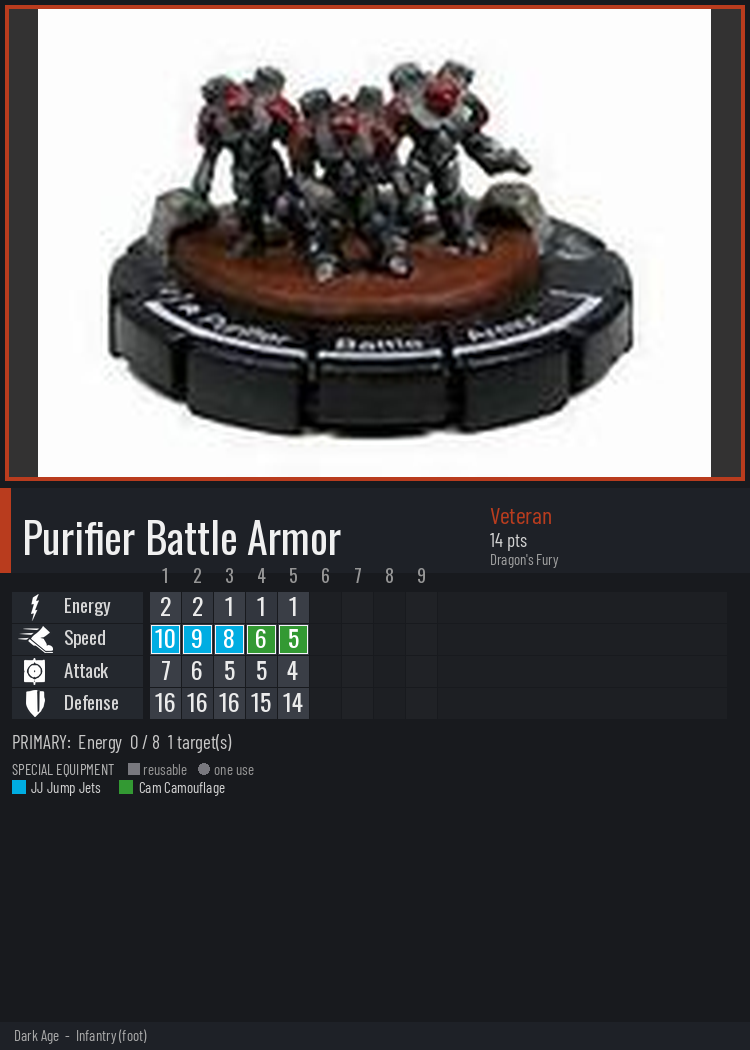 Purifier Battle Armor
Purifier Battle Armor
Veteran
14 pts
Dragon's Fury
1 2 3 4 5 6 7 8 9
Energy 2 2 1 1 1
Speed 10 9 8 6 5
Attack 7 6 5 5 4
Defense 16 16 16 15 14
PRIMARY: Energy 0 / 8 1 target(s)
SPECIAL EQUIPMENT reusable one use
JJ Jump Jets Cam Camouflage
Dark Age - Infantry (foot)